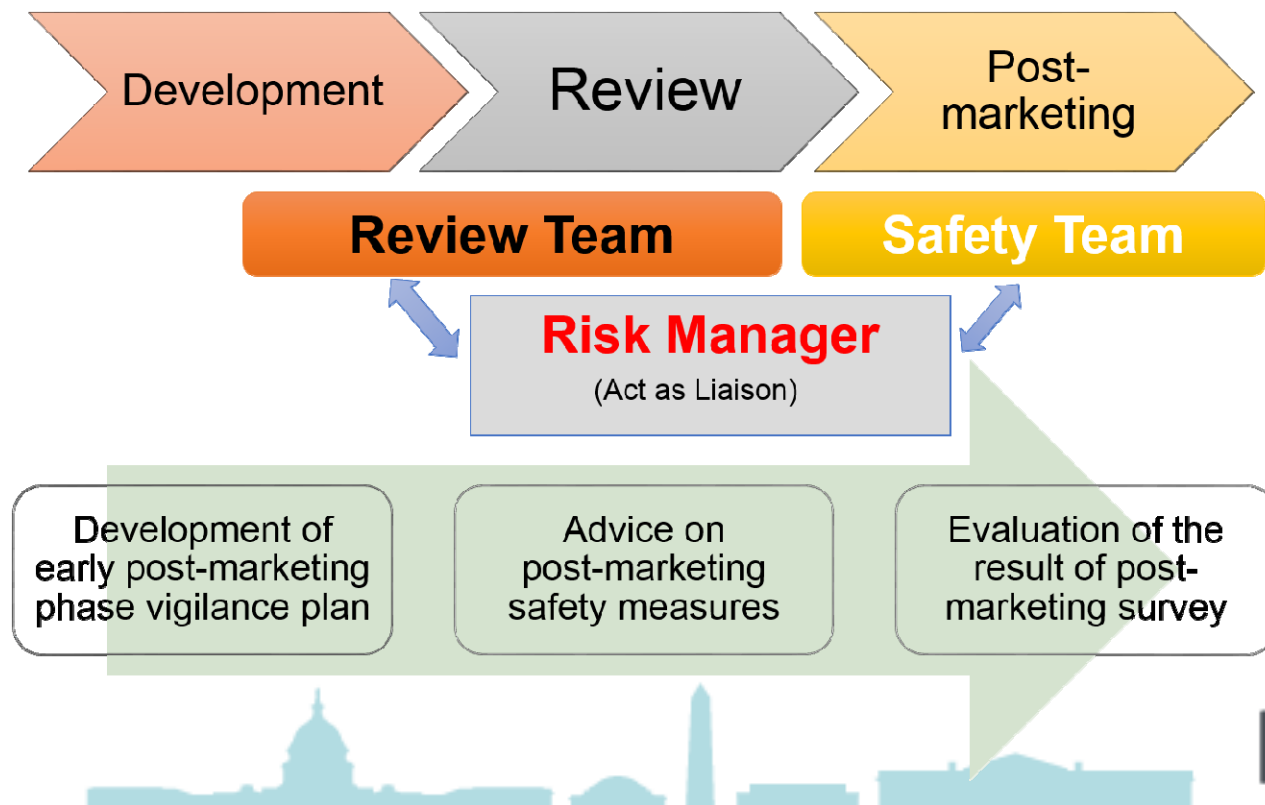 Development
Review
Post-
marketing
Review Team
Safety Team
Risk Manager
(Act as Liaison)
Development of
early post-marketing
phase vigilance plan
Advice on
post-marketing
safety measures
Evaluation of the
result of post-
marketing survey